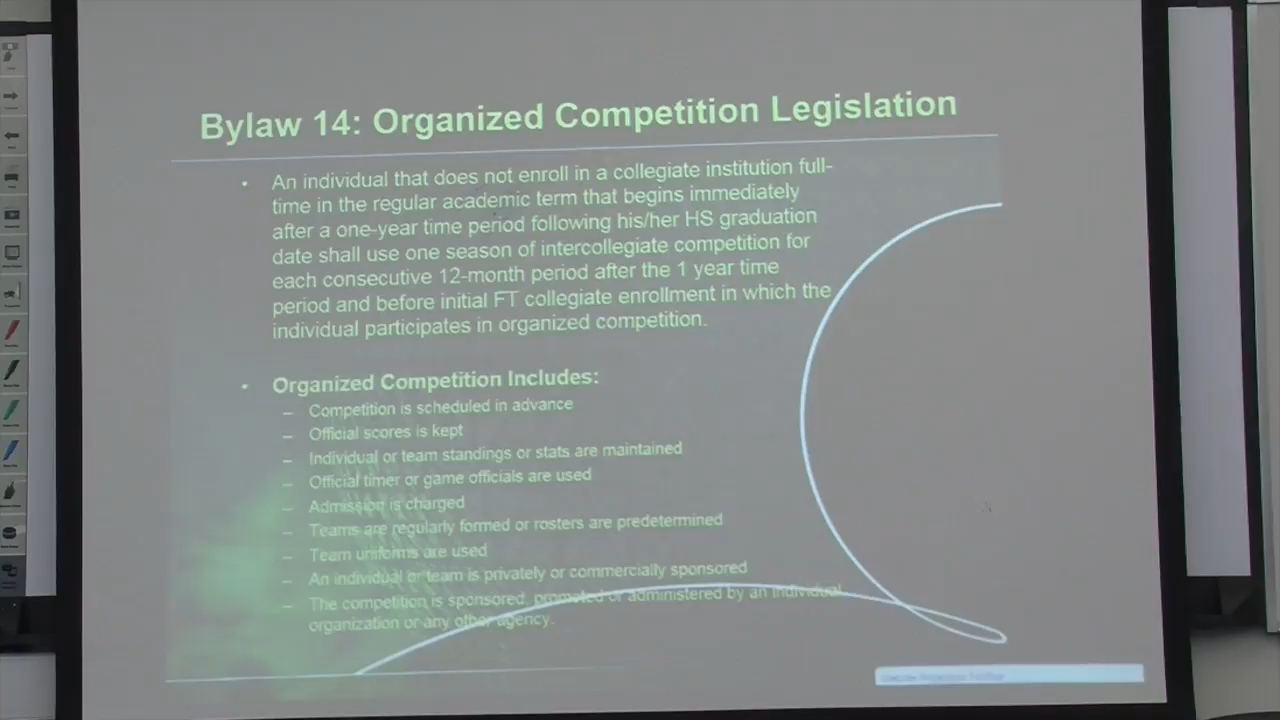 Bylaw 14: Organized Competition Legislation
• An individual that does not enroll in a collegiate institution full-
time in the regular academic term that begins immediately
after a one-year time period following his/her HS graduation
date shall use one season of intercollegiate competition for
each consecutive 12-month period after the 1 year time
period and before initial FT collegiate enrollment in which the
individual participates in organized competition.
• Organized Competition Includes:
– Competition is scheduled in advance
– Official scores is kept
– Individual or team standings or stats are maintained
– Official timer or game officials are used
– Admission is charged
– Teams are regularly formed or rosters are predetermined
– Team uniforms are used
– An individual or team is privately or commercially sponsored
– The competition is sponsored, promoted or administered by an individual,
organization or any other agency.